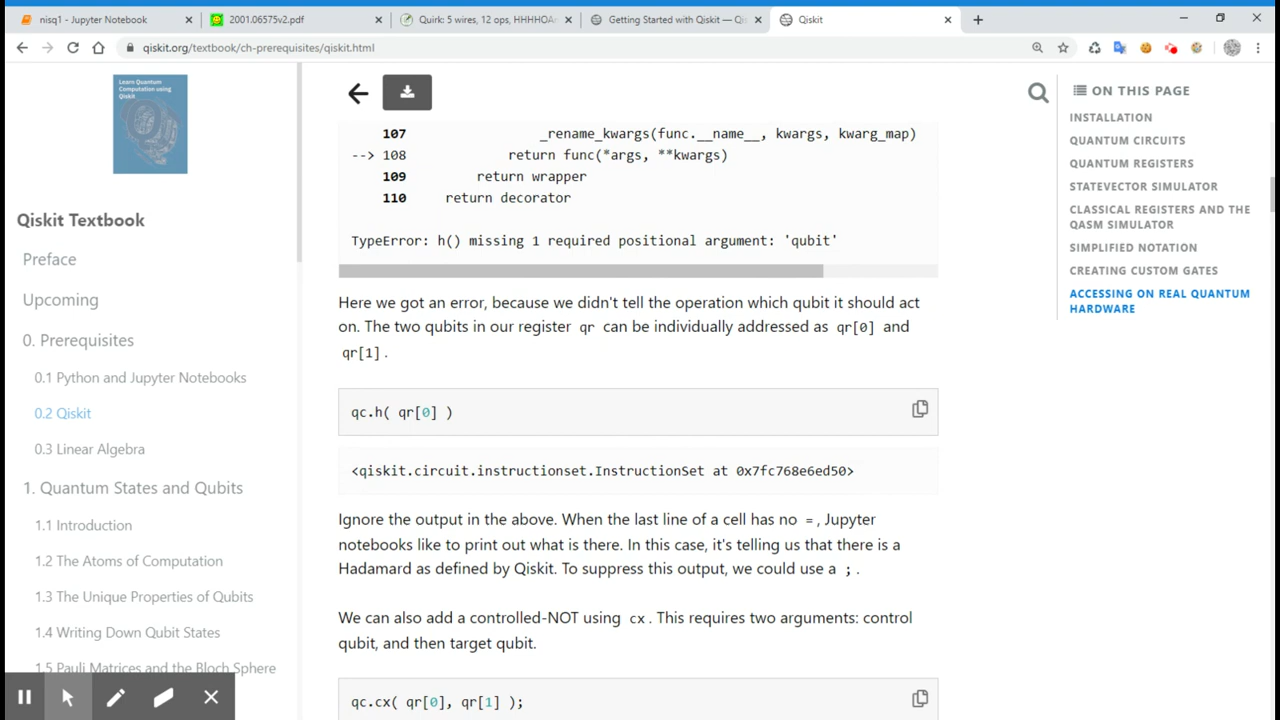 nisq1 - Jupyter Notebook
2001.06575v2.pdf
Quirk: 5 wires, 12 ops, HHHHOA
Getting Started with Qiskit — Qi
Qiskit
qiskit.org/textbook/ch-prerequisites/qiskit.html
Learn Quantum
Computation using
Qiskit
Qiskit Textbook
Preface
Upcoming
0. Prerequisites
0.1 Python and Jupyter Notebooks
0.2 Qiskit
0.3 Linear Algebra
1. Quantum States and Qubits
1.1 Introduction
1.2 The Atoms of Computation
1.3 The Unique Properties of Qubits
1.4 Writing Down Qubit States
1.5 Pauli Matrices and the Bloch Sphere
107 _rename_kwargs(func.__name__, kwargs, kwarg_map)
--> 108 return func(*args, **kwargs)
109 return wrapper
110 return decorator
TypeError: h() missing 1 required positional argument: 'qubit'
Here we got an error, because we didn't tell the operation which qubit it should act
on. The two qubits in our register qr can be individually addressed as qr[0] and
qr[1] .
qc.h( qr[0] )
<qiskit.circuit.instructionset.InstructionSet at 0x7fc768e6ed50>
Ignore the output in the above. When the last line of a cell has no = , Jupyter
notebooks like to print out what is there. In this case, it's telling us that there is a
Hadamard as defined by Qiskit. To suppress this output, we could use a ; .
We can also add a controlled-NOT using cx . This requires two arguments: control
qubit, and then target qubit.
qc.cx( qr[0], qr[1] );
ON THIS PAGE
INSTALLATION
QUANTUM CIRCUITS
QUANTUM REGISTERS
STATEVECTOR SIMULATOR
CLASSICAL REGISTERS AND THE
QASM SIMULATOR
SIMPLIFIED NOTATION
CREATING CUSTOM GATES
ACCESSING ON REAL QUANTUM
HARDWARE